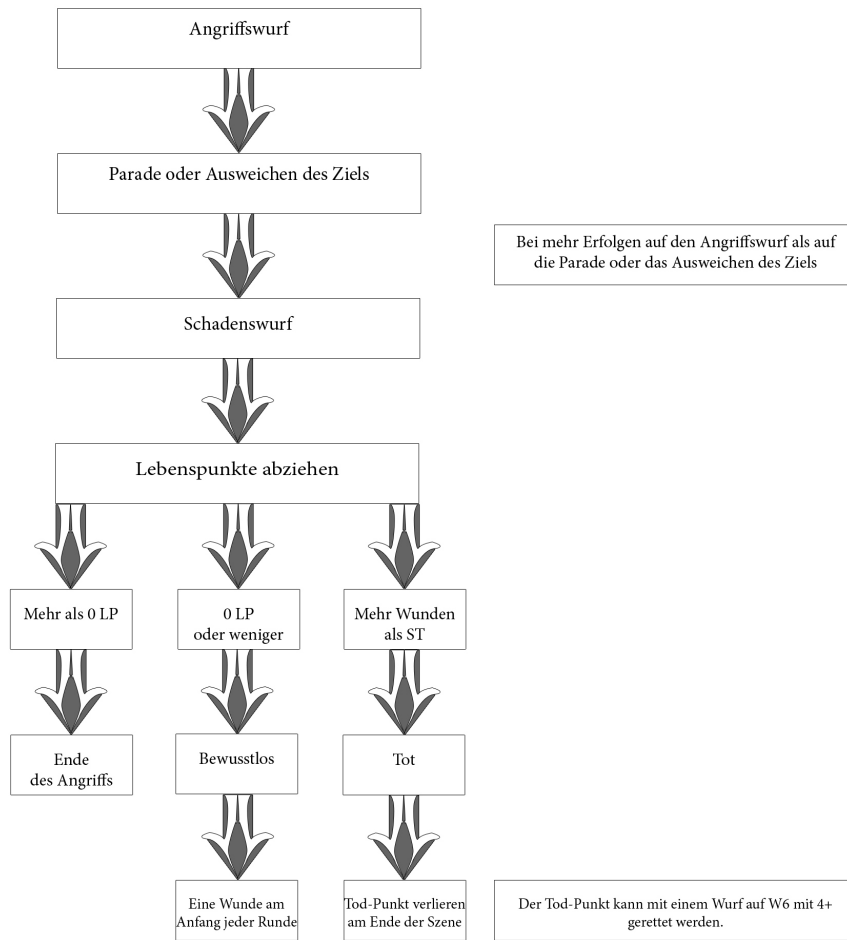 Angriffswurf
Parade oder Ausweichen des Ziels
Bei mehr Erfolgen auf den Angriffswurf als auf
die Parade oder das Ausweichen des Ziels
Schadenswurf
Lebenspunkte abziehen
Mehr als 0 LP
0 LP
oder weniger
Mehr Wunden
als ST
Ende
des Angriffs
Bewusstlos
Tot
Eine Wunde am
Anfang jeder Runde
Tod-Punkt verlieren
am Ende der Szene
Der Tod-Punkt kann mit einem Wurf auf W6 mit 4+
gerettet werden.